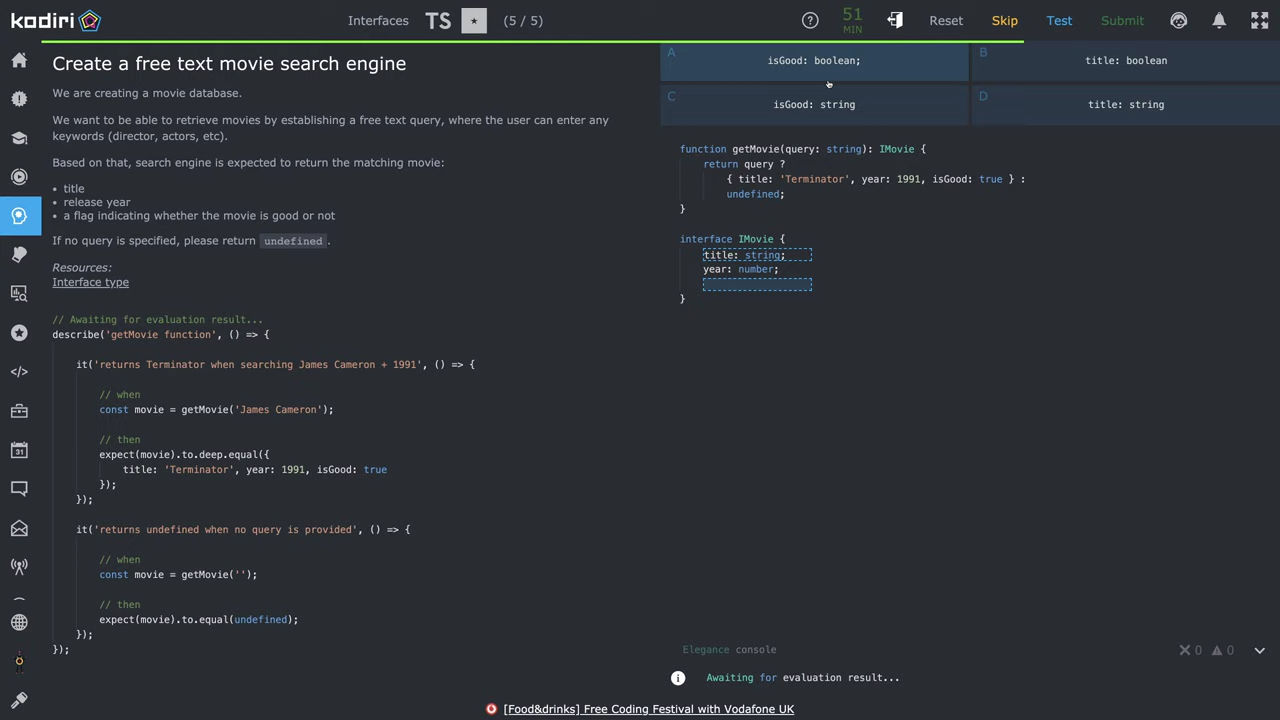 kodiri
Interfaces TS ★ (5 / 5)
? 51 MIN Reset Skip Test Submit
Create a free text movie search engine
We are creating a movie database.
We want to be able to retrieve movies by establishing a free text query, where the user can enter any
keywords (director, actors, etc).
Based on that, search engine is expected to return the matching movie:
• title
• release year
• a flag indicating whether the movie is good or not
If no query is specified, please return undefined.
Resources:
Interface type
// Awaiting for evaluation result...
describe('getMovie function', () => {
it('returns Terminator when searching James Cameron + 1991', () => {
// when
const movie = getMovie('James Cameron');
// then
expect(movie).to.deep.equal({
title: 'Terminator', year: 1991, isGood: true
});
});
it('returns undefined when no query is provided', () => {
// when
const movie = getMovie('');
// then
expect(movie).to.equal(undefined);
});
});
A isGood: boolean;
B title: boolean
C isGood: string
D title: string
function getMovie(query: string): IMovie {
return query ?
{ title: 'Terminator', year: 1991, isGood: true } :
undefined;
}
interface IMovie {
title: string;
year: number;
}
Elegance console
0 0
Awaiting for evaluation result...
[Food&drinks] Free Coding Festival with Vodafone UK